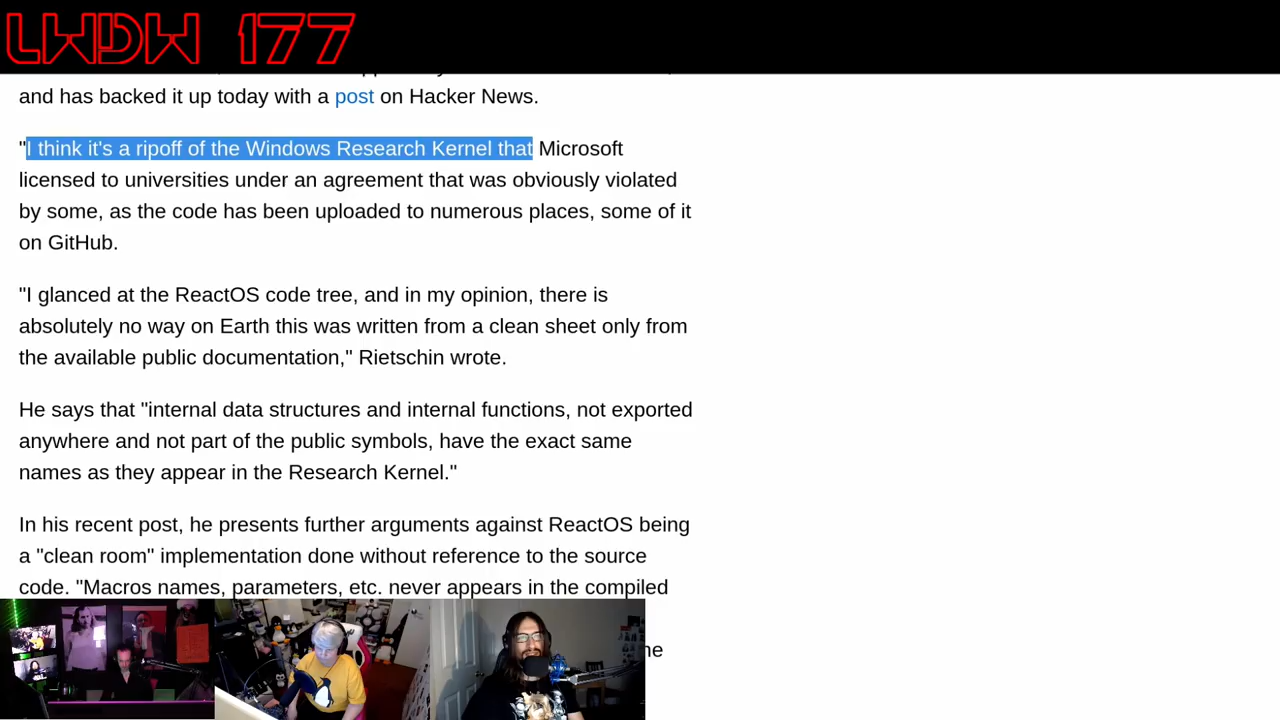 LWDW 177
and has backed it up today with a post on Hacker News.
"I think it's a ripoff of the Windows Research Kernel that Microsoft
licensed to universities under an agreement that was obviously violated
by some, as the code has been uploaded to numerous places, some of it
on GitHub.
"I glanced at the ReactOS code tree, and in my opinion, there is
absolutely no way on Earth this was written from a clean sheet only from
the available public documentation," Rietschin wrote.
He says that "internal data structures and internal functions, not exported
anywhere and not part of the public symbols, have the exact same
names as they appear in the Research Kernel."
In his recent post, he presents further arguments against ReactOS being
a "clean room" implementation done without reference to the source
code. "Macros names, parameters, etc. never appears in the compiled